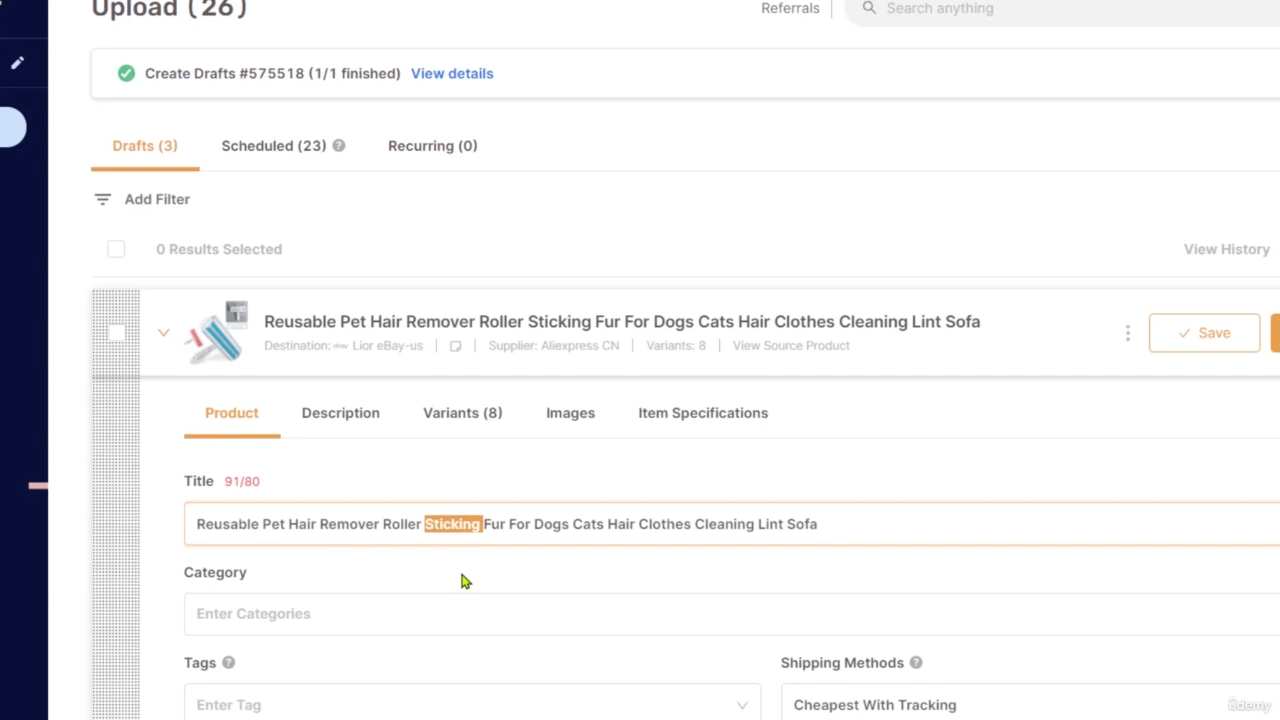 Upload (26)
Referrals
Search anything
Create Drafts #575518 (1/1 finished) View details
Drafts (3) Scheduled (23) Recurring (0)
Add Filter
0 Results Selected
View History
Reusable Pet Hair Remover Roller Sticking Fur For Dogs Cats Hair Clothes Cleaning Lint Sofa
Destination: Lior eBay-us | Supplier: Aliexpress CN | Variants: 8 | View Source Product
Save
Product Description Variants (8) Images Item Specifications
Title 91/80
Reusable Pet Hair Remover Roller Sticking Fur For Dogs Cats Hair Clothes Cleaning Lint Sofa
Category
Enter Categories
Tags
Shipping Methods
Enter Tag
Cheapest With Tracking
ûdemy